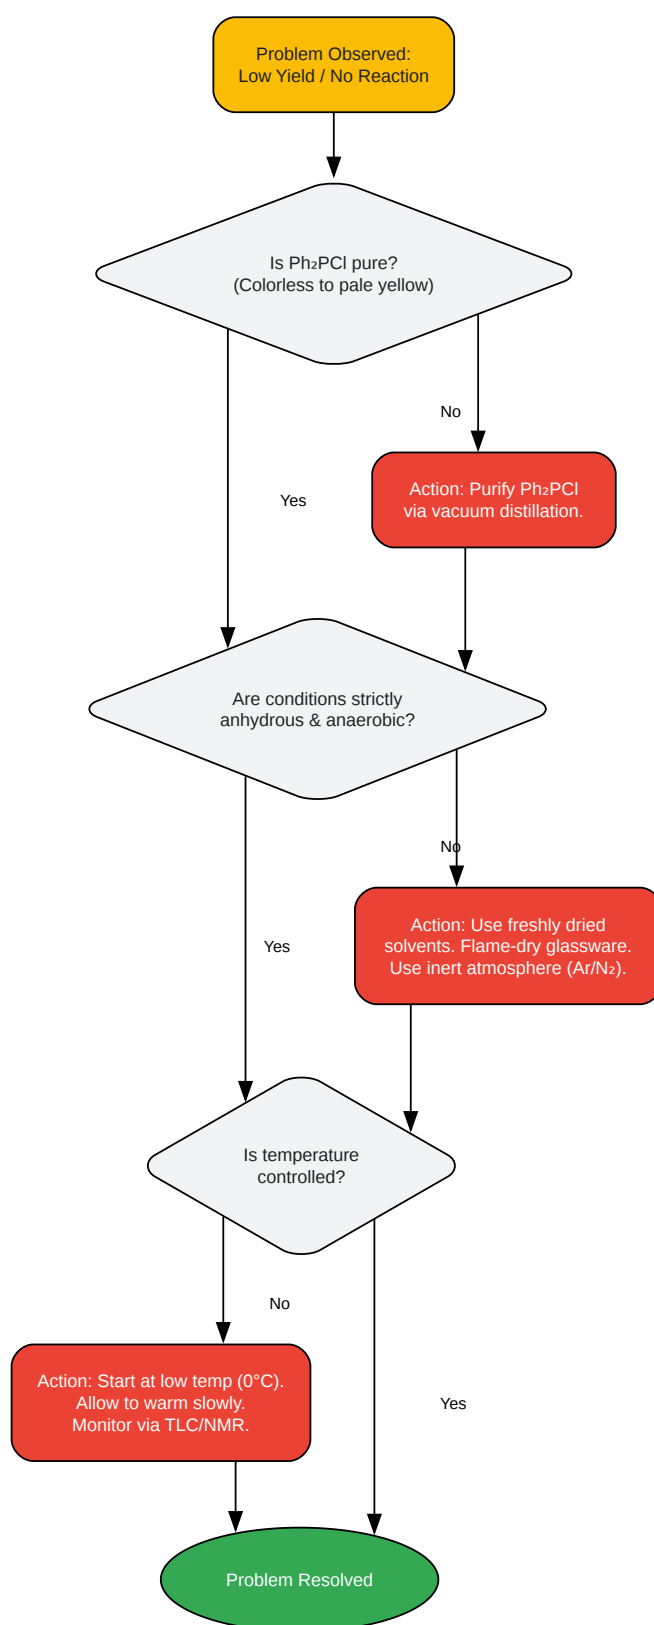 Problem Observed:
Low Yield / No Reaction
Is Ph₂PCl pure?
(Colorless to pale yellow)
No
Action: Purify Ph₂PCl
via vacuum distillation.
Yes
Are conditions strictly
anhydrous & anaerobic?
No
Action: Use freshly dried
solvents. Flame-dry glassware.
Use inert atmosphere (Ar/N₂).
Yes
Is temperature
controlled?
No
Action: Start at low temp (0°C).
Allow to warm slowly.
Monitor via TLC/NMR.
Yes
Problem Resolved